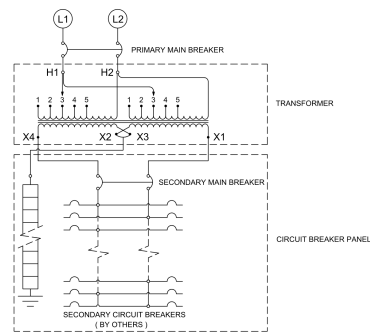 L1 L2
PRIMARY MAIN BREAKER
H1 H2
1 2 3 4 5 1 2 3 4 5
TRANSFORMER
X4 X2 X3 X1
SECONDARY MAIN BREAKER
CIRCUIT BREAKER PANEL
SECONDARY CIRCUIT BREAKERS
( BY OTHERS )